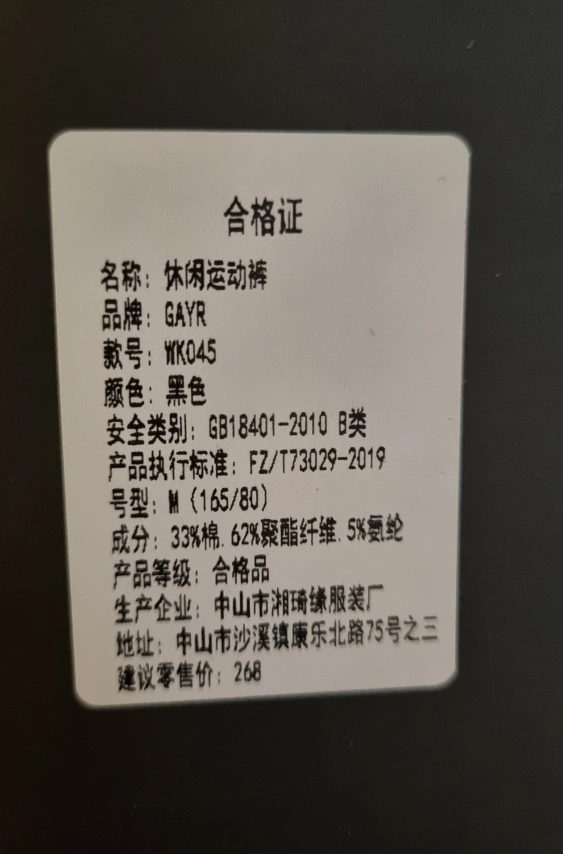 合格证
名称：休闲运动裤
品牌：GAYR
款号：WK045
颜色：黑色
安全类别：GB18401-2010 B类
产品执行标准：FZ/T73029-2019
号型：M（165/80）
成分：33%棉.62%聚酯纤维.5%氨纶
产品等级：合格品
生产企业：中山市湘琦缘服装厂
地址：中山市沙溪镇康乐北路75号之三
建议零售价：268